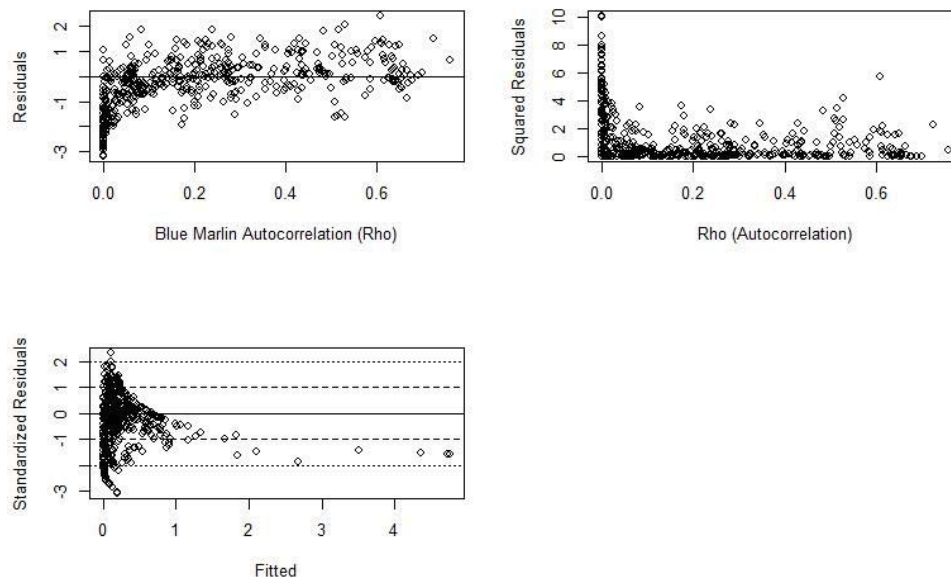 Residuals
2
1
-1
-3
0.0 0.2 0.4 0.6
Blue Marlin Autocorrelation (Rho)
Squared Residuals
10
8
6
4
2
0
0.0 0.2 0.4 0.6
Rho (Autocorrelation)
Standardized Residuals
2
1
0
-1
-3
0 1 2 3 4
Fitted